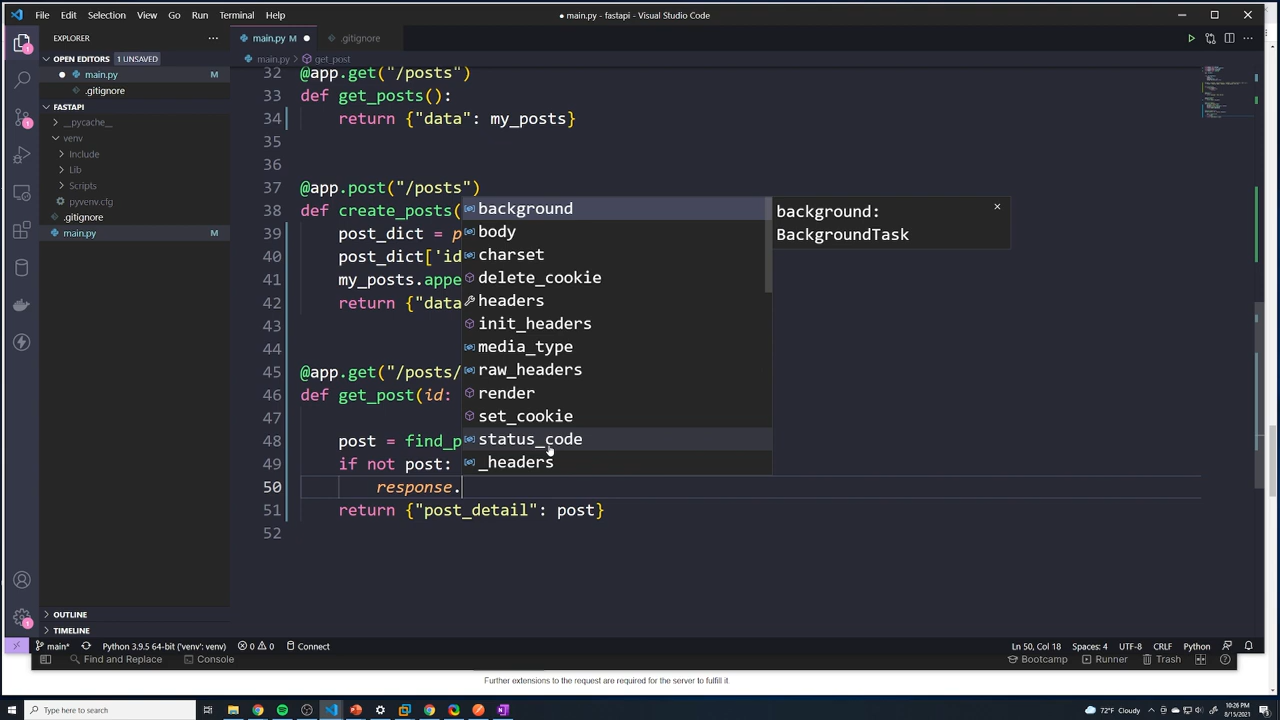 File Edit Selection View Go Run Terminal Help
● main.py - fastapi - Visual Studio Code
EXPLORER ···
main.py M ●
.gitignore
OPEN EDITORS 1 UNSAVED
● main.py M
.gitignore
FASTAPI
__pycache__
venv
Include
Lib
Scripts
pyvenv.cfg
.gitignore
main.py M
OUTLINE
TIMELINE
main.py > get_post
32 @app.get("/posts")
33 def get_posts():
34 return {"data": my_posts}
35
36
37 @app.post("/posts")
38 def create_posts(
39 post_dict = p
40 post_dict['id
41 my_posts.appe
42 return {"data
43
44
45 @app.get("/posts/
46 def get_post(id:
47
48 post = find_p
49 if not post:
50 response.
51 return {"post_detail": post}
52
background
body
charset
delete_cookie
headers
init_headers
media_type
raw_headers
render
set_cookie
status_code
_headers
background:
BackgroundTask
main* Python 3.9.5 64-bit ('venv': venv) 0 0 Connect
Ln 50, Col 18 Spaces: 4 UTF-8 CRLF Python
Find and Replace Console
Bootcamp Runner Trash
Further extensions to the request are required for the server to fulfill it.
Type here to search
72°F Cloudy
10:26 PM
8/15/2021